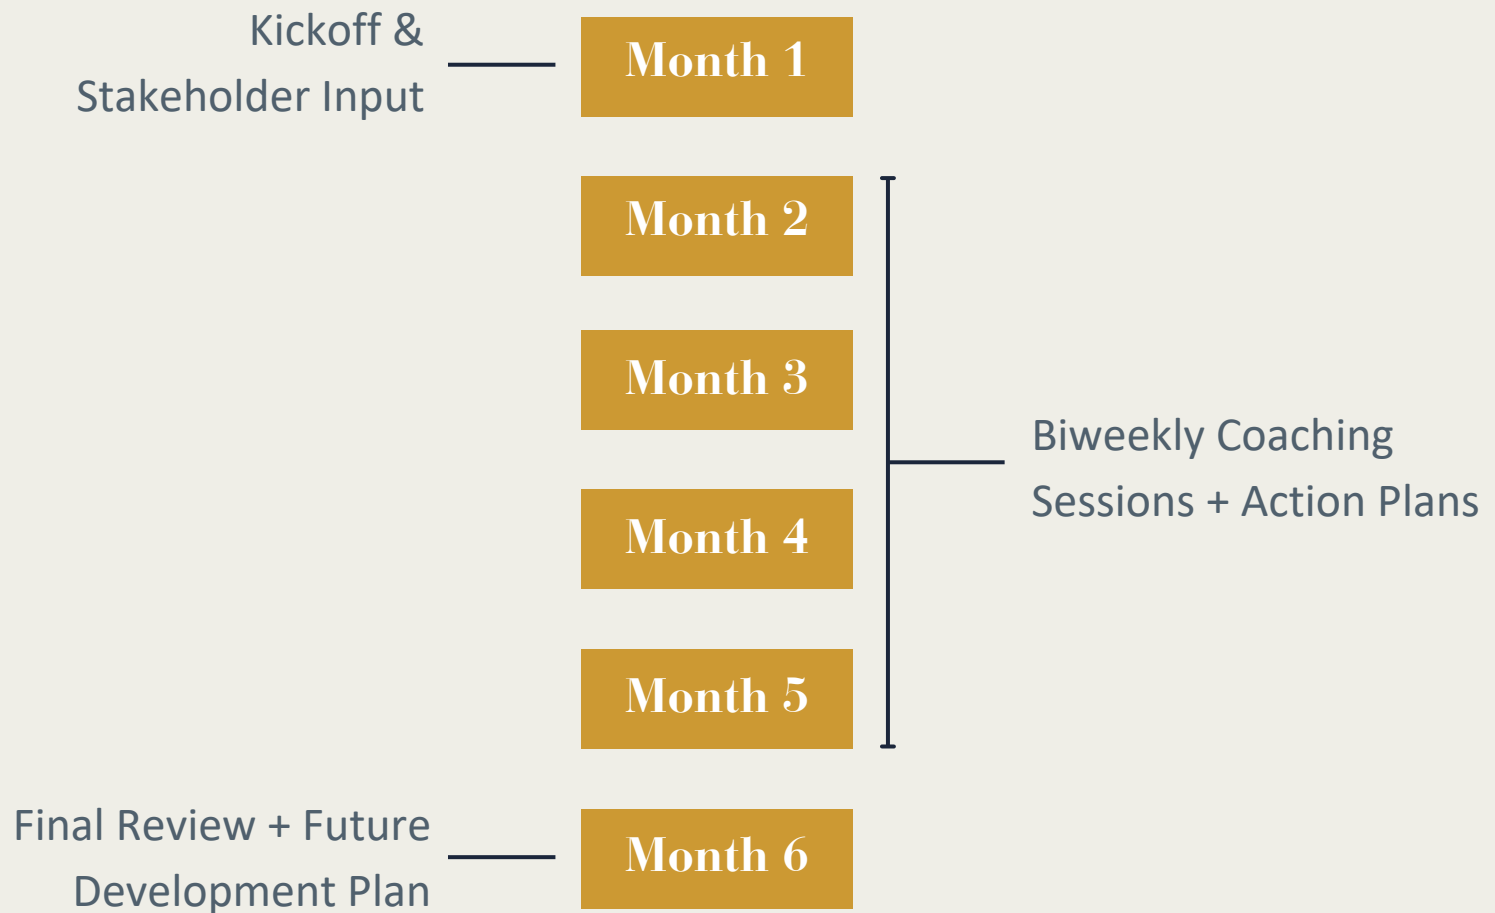 Kickoff &
Stakeholder Input
Month 1
Month 2
Month 3
Month 4
Month 5
Biweekly Coaching
Sessions + Action Plans
Final Review + Future
Development Plan
Month 6